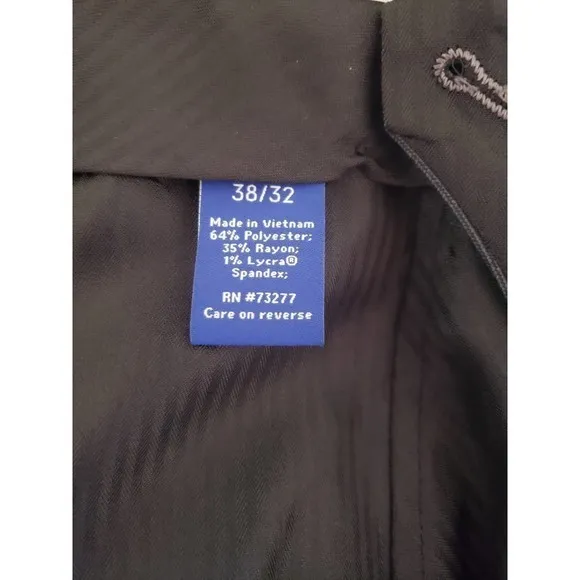 38/32
Made in Vietnam
64% Polyester;
35% Rayon;
1% Lycra®
Spandex;
RN #73277
Care on reverse